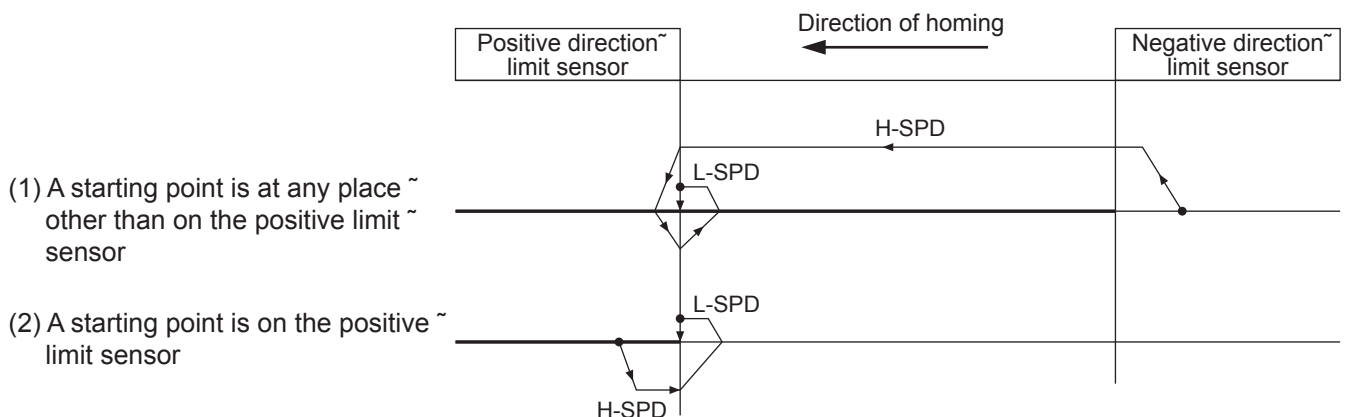 Direction of homing
Positive direction˜
limit sensor
Negative direction˜
limit sensor
H-SPD
(1) A starting point is at any place ˜
other than on the positive limit ˜
sensor
L-SPD
(2) A starting point is on the positive ˜
limit sensor
L-SPD
H-SPD